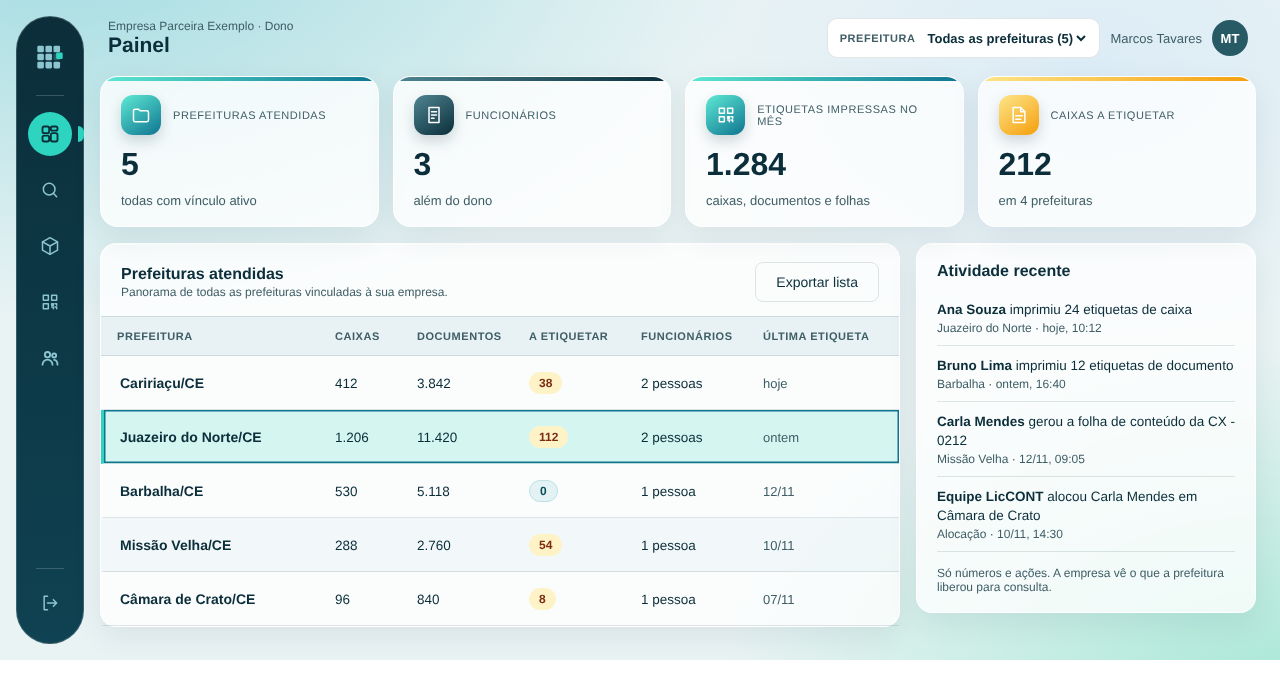 Empresa Parceira Exemplo · Dono
Painel
PREFEITURA Todas as prefeituras (5)
Marcos Tavares
MT
PREFEITURAS ATENDIDAS
5
todas com vínculo ativo
FUNCIONÁRIOS
3
além do dono
ETIQUETAS IMPRESSAS NO
MÊS
1.284
caixas, documentos e folhas
CAIXAS A ETIQUETAR
212
em 4 prefeituras
Prefeituras atendidas
Panorama de todas as prefeituras vinculadas à sua empresa.
Exportar lista
PREFEITURA CAIXAS DOCUMENTOS A ETIQUETAR FUNCIONÁRIOS ÚLTIMA ETIQUETA
Caririaçu/CE 412 3.842 38 2 pessoas hoje
Juazeiro do Norte/CE 1.206 11.420 112 2 pessoas ontem
Barbalha/CE 530 5.118 0 1 pessoa 12/11
Missão Velha/CE 288 2.760 54 1 pessoa 10/11
Câmara de Crato/CE 96 840 8 1 pessoa 07/11
Atividade recente
Ana Souza imprimiu 24 etiquetas de caixa
Juazeiro do Norte · hoje, 10:12
Bruno Lima imprimiu 12 etiquetas de documento
Barbalha · ontem, 16:40
Carla Mendes gerou a folha de conteúdo da CX -
0212
Missão Velha · 12/11, 09:05
Equipe LicCONT alocou Carla Mendes em
Câmara de Crato
Alocação · 10/11, 14:30
Só números e ações. A empresa vê o que a prefeitura
liberou para consulta.